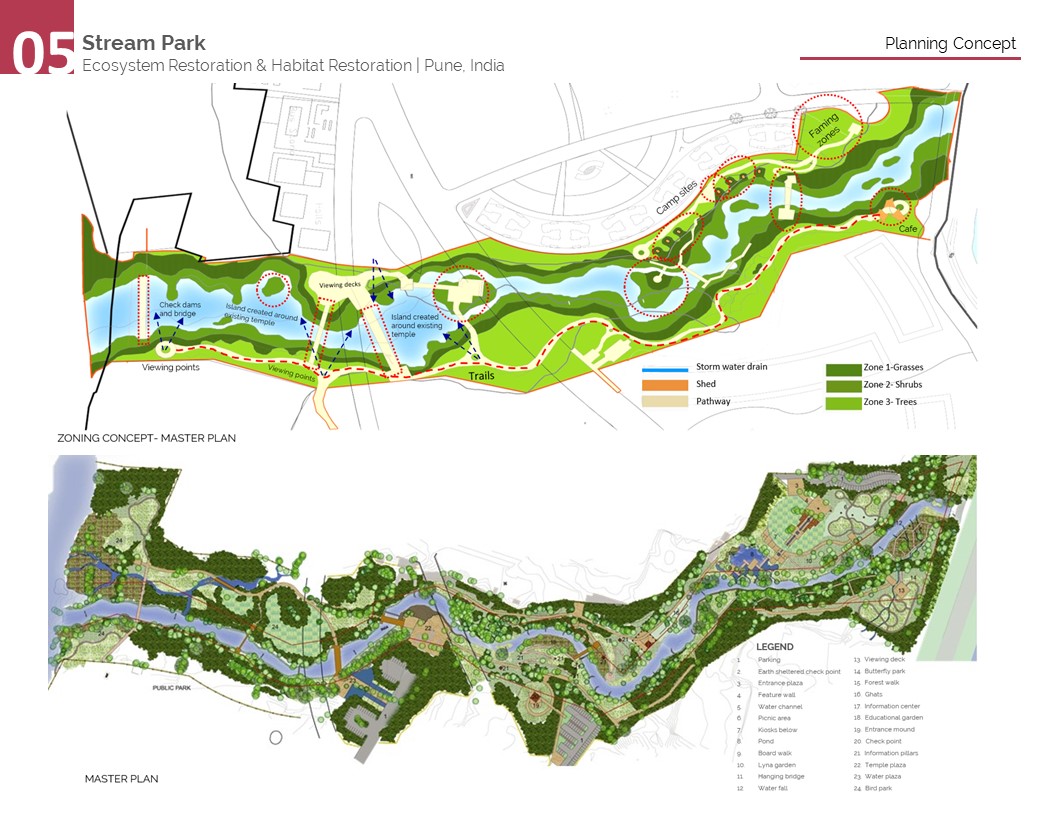 05
Stream Park
Ecosystem Restoration & Habitat Restoration | Pune, India
Planning Concept
Faming
zones
Camp sites
Cafe
Viewing decks
Check dams
and bridge
Island created around
existing temple
Island created
around existing
temple
Viewing points
Viewing points
Trails
Storm water drain
Shed
Pathway
Zone 1-Grasses
Zone 2- Shrubs
Zone 3- Trees
ZONING CONCEPT- MASTER PLAN
PUBLIC PARK
MASTER PLAN
LEGEND
1. Parking
2 Earth sheltered check point
3. Entrance plaza
4. Feature wall
5. Water channel
6. Picnic area
7. Kiosks below
8. Pond
9. Board walk
10. Lyna garden
11. Hanging bridge
12. Water fall
13. Viewing deck
14. Butterfly park
15. Forest walk
16. Ghats
17. Information center
18. Educational garden
19. Entrance mound
20. Check point
21. Information pillars
22. Temple plaza
23. Water plaza
24. Bird park